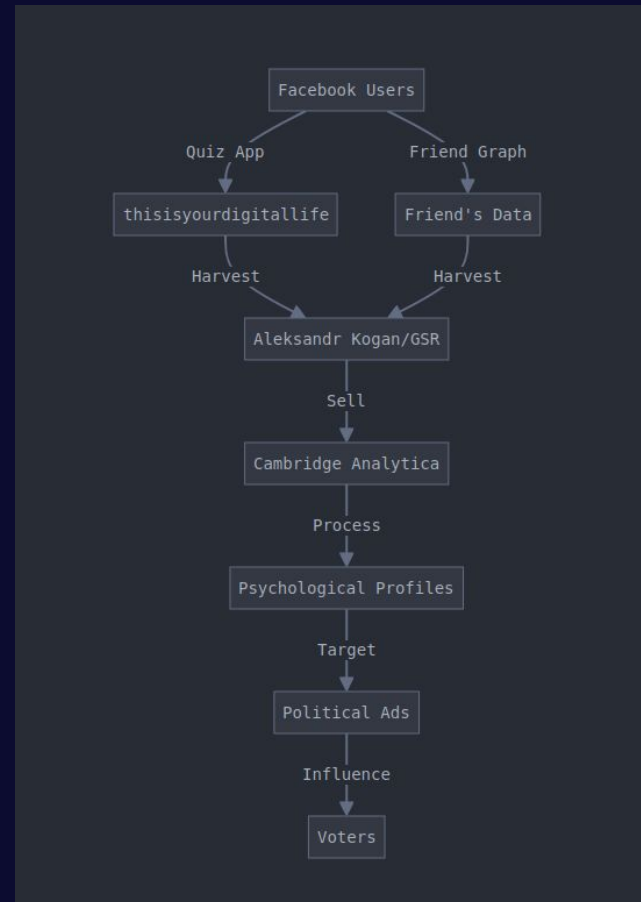 Facebook Users
Quiz App
Friend Graph
thisisyourdigitallife
Friend's Data
Harvest
Harvest
Aleksandr Kogan/GSR
Sell
Cambridge Analytica
Process
Psychological Profiles
Target
Political Ads
Influence
Voters